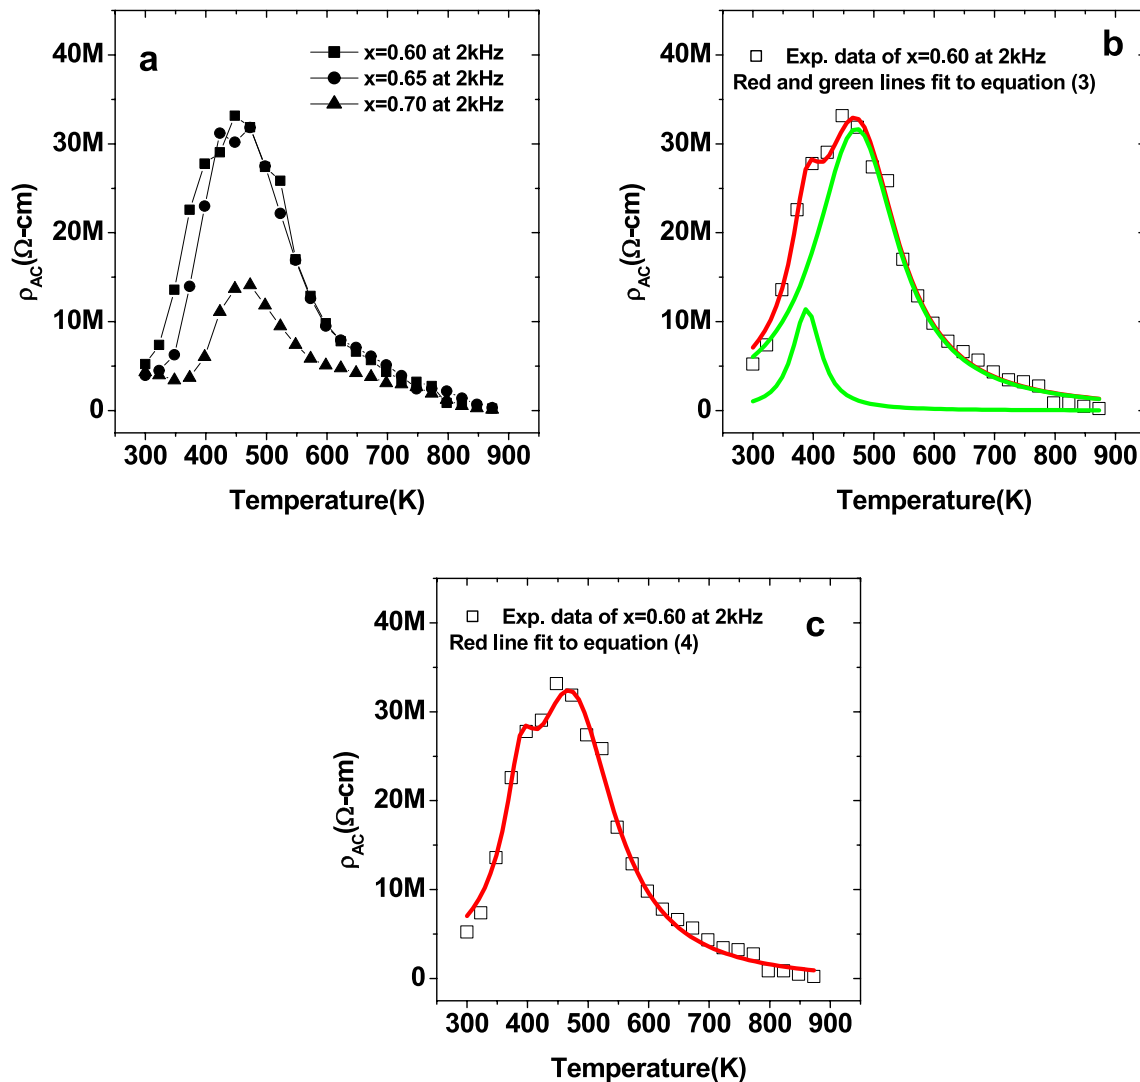 a
x=0.60 at 2kHz
x=0.65 at 2kHz
x=0.70 at 2kHz
40M
30M
20M
10M
0
ρAC(Ω-cm)
300 400 500 600 700 800 900
Temperature(K)
b
Exp. data of x=0.60 at 2kHz
Red and green lines fit to equation (3)
40M
30M
20M
10M
0
ρAC(Ω-cm)
300 400 500 600 700 800 900
Temperature(K)
c
Exp. data of x=0.60 at 2kHz
Red line fit to equation (4)
40M
30M
20M
10M
0
ρAC(Ω-cm)
300 400 500 600 700 800 900
Temperature(K)